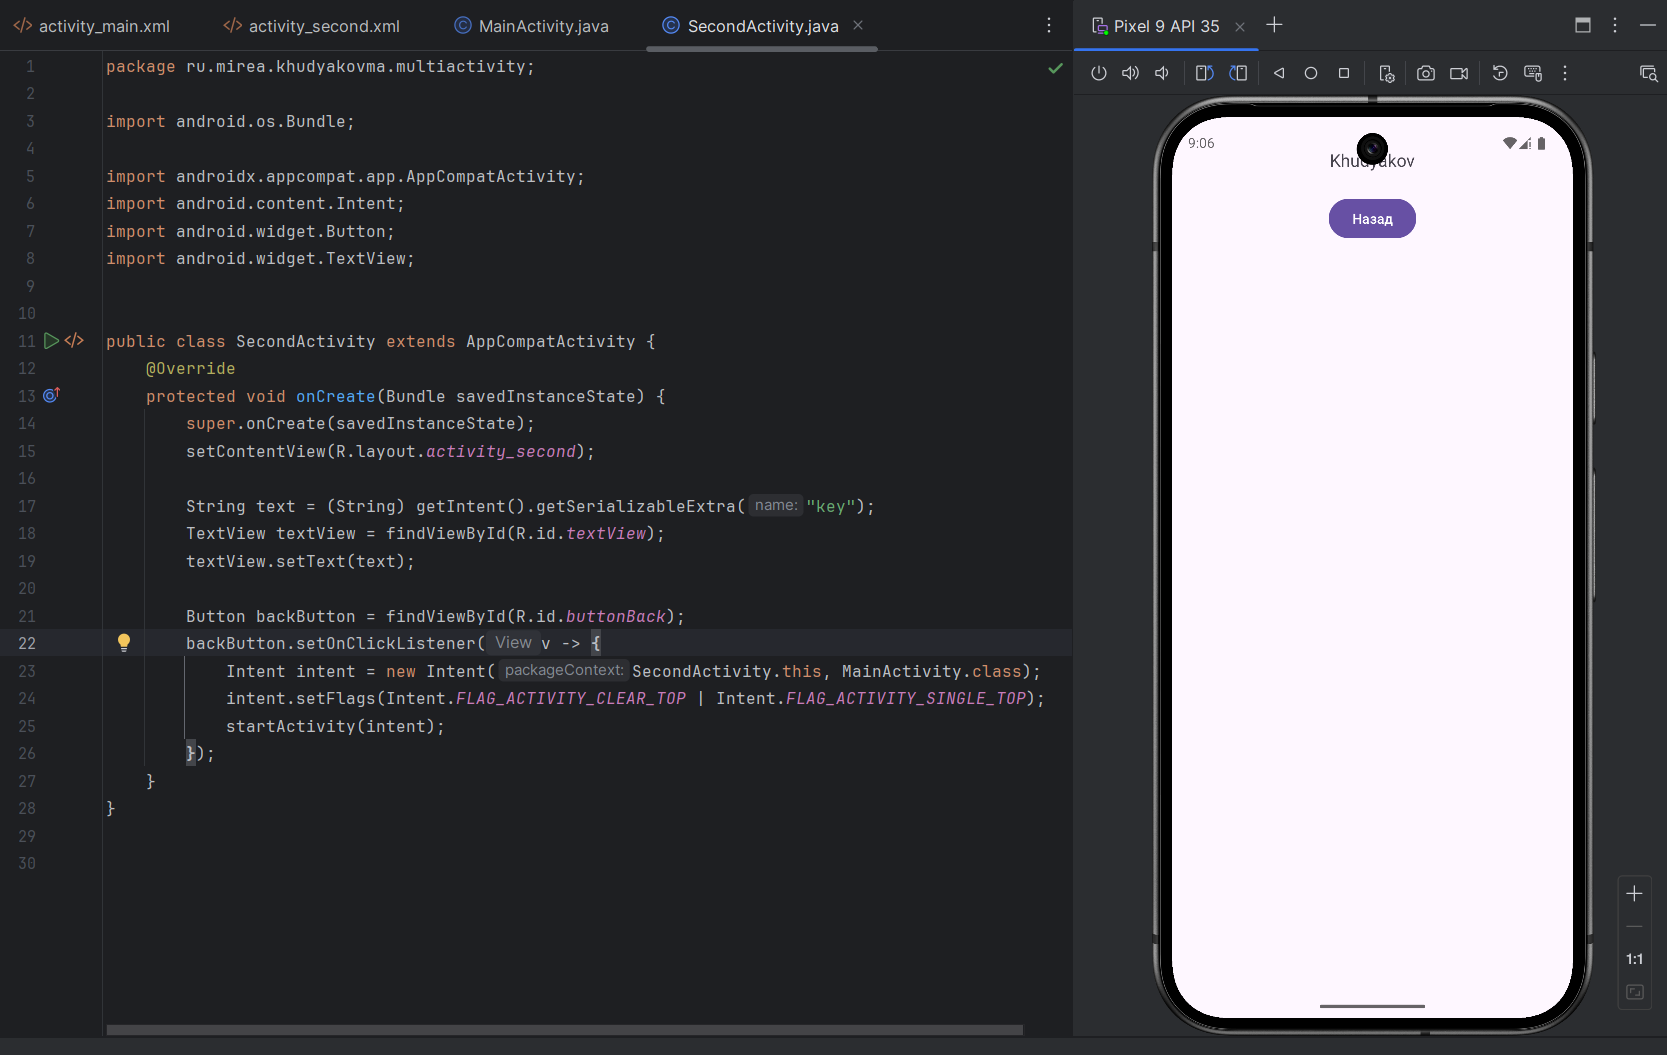 activity_main.xml
activity_second.xml
MainActivity.java
SecondActivity.java
Pixel 9 API 35
1 package ru.mirea.khudyakovma.multiactivity;
2
3 import android.os.Bundle;
4
5 import androidx.appcompat.app.AppCompatActivity;
6 import android.content.Intent;
7 import android.widget.Button;
8 import android.widget.TextView;
9
10
11 public class SecondActivity extends AppCompatActivity {
12 @Override
13 protected void onCreate(Bundle savedInstanceState) {
14 super.onCreate(savedInstanceState);
15 setContentView(R.layout.activity_second);
16
17 String text = (String) getIntent().getSerializableExtra( name: "key");
18 TextView textView = findViewById(R.id.textView);
19 textView.setText(text);
20
21 Button backButton = findViewById(R.id.buttonBack);
22 backButton.setOnClickListener( View v -> {
23 Intent intent = new Intent( packageContext: SecondActivity.this, MainActivity.class);
24 intent.setFlags(Intent.FLAG_ACTIVITY_CLEAR_TOP | Intent.FLAG_ACTIVITY_SINGLE_TOP);
25 startActivity(intent);
26 });
27 }
28 }
29
30
9:06
Khudyakov
Назад
1:1